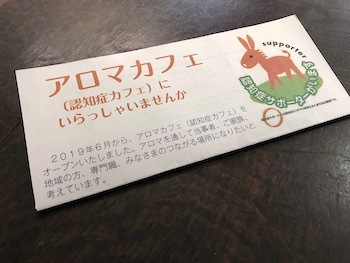 アロマカフェ
(認知症カフェ)に
いらっしゃいませんか
supporter
認知症サポーターがいます
2019年6月から、アロマカフェ(認知症カフェ)を
オープンいたしました。アロマを通して当事者、ご家族、
地域の方、専門職、みなさまのつながる場所になりたいと
考えています。